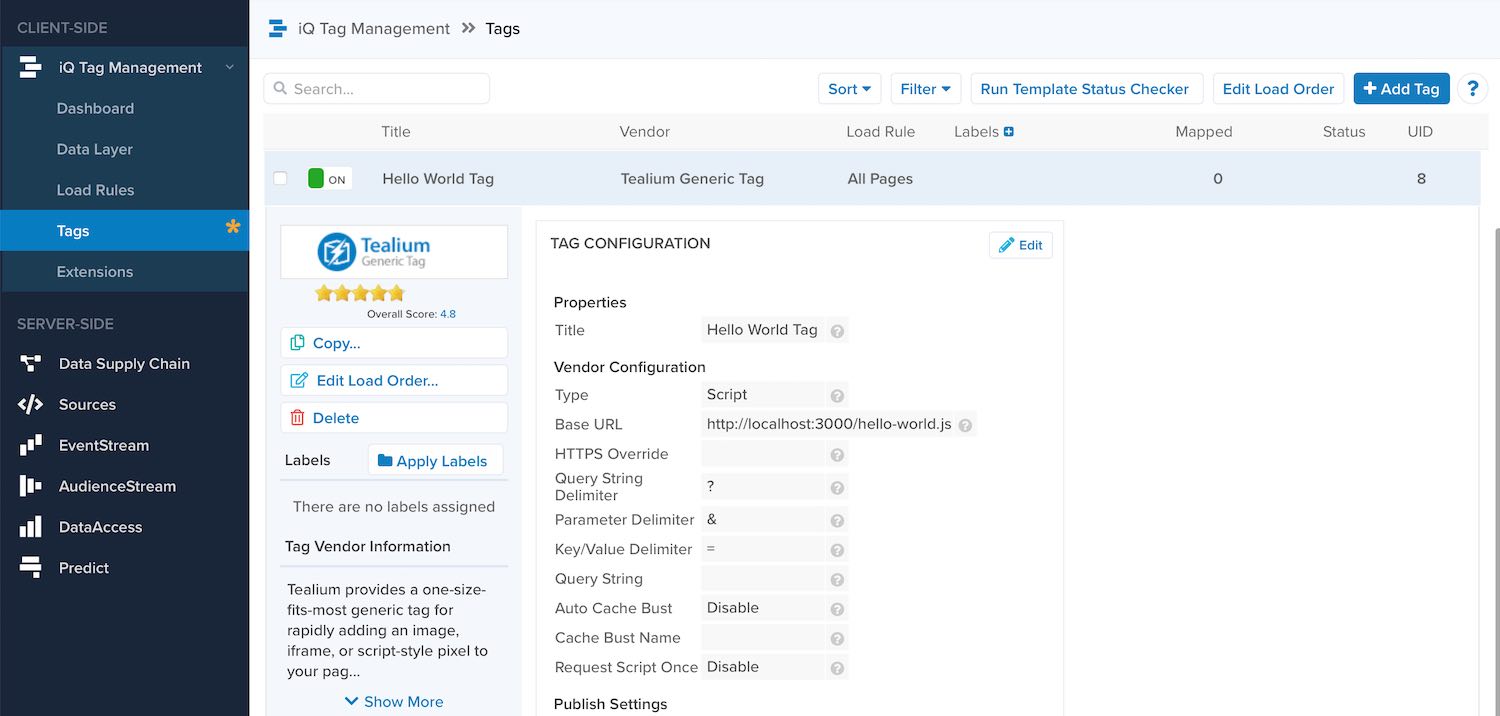 CLIENT-SIDE
iQ Tag Management
Dashboard
Data Layer
Load Rules
Tags *
Extensions
SERVER-SIDE
Data Supply Chain
Sources
EventStream
AudienceStream
DataAccess
Predict
iQ Tag Management >> Tags
Search...
Sort Filter Run Template Status Checker Edit Load Order + Add Tag ?
Title Vendor Load Rule Labels + Mapped Status UID
ON Hello World Tag Tealium Generic Tag All Pages 0 8
Tealium
Generic Tag
Overall Score: 4.8
Copy...
Edit Load Order...
Delete
Labels Apply Labels
There are no labels assigned
Tag Vendor Information
Tealium provides a one-size-
fits-most generic tag for
rapidly adding an image,
iframe, or script-style pixel to
your pag...
Show More
TAG CONFIGURATION Edit
Properties
Title Hello World Tag ?
Vendor Configuration
Type Script ?
Base URL http://localhost:3000/hello-world.js ?
HTTPS Override ?
Query String
Delimiter ? ?
Parameter Delimiter & ?
Key/Value Delimiter = ?
Query String ?
Auto Cache Bust Disable ?
Cache Bust Name ?
Request Script Once Disable ?
Publish Settings